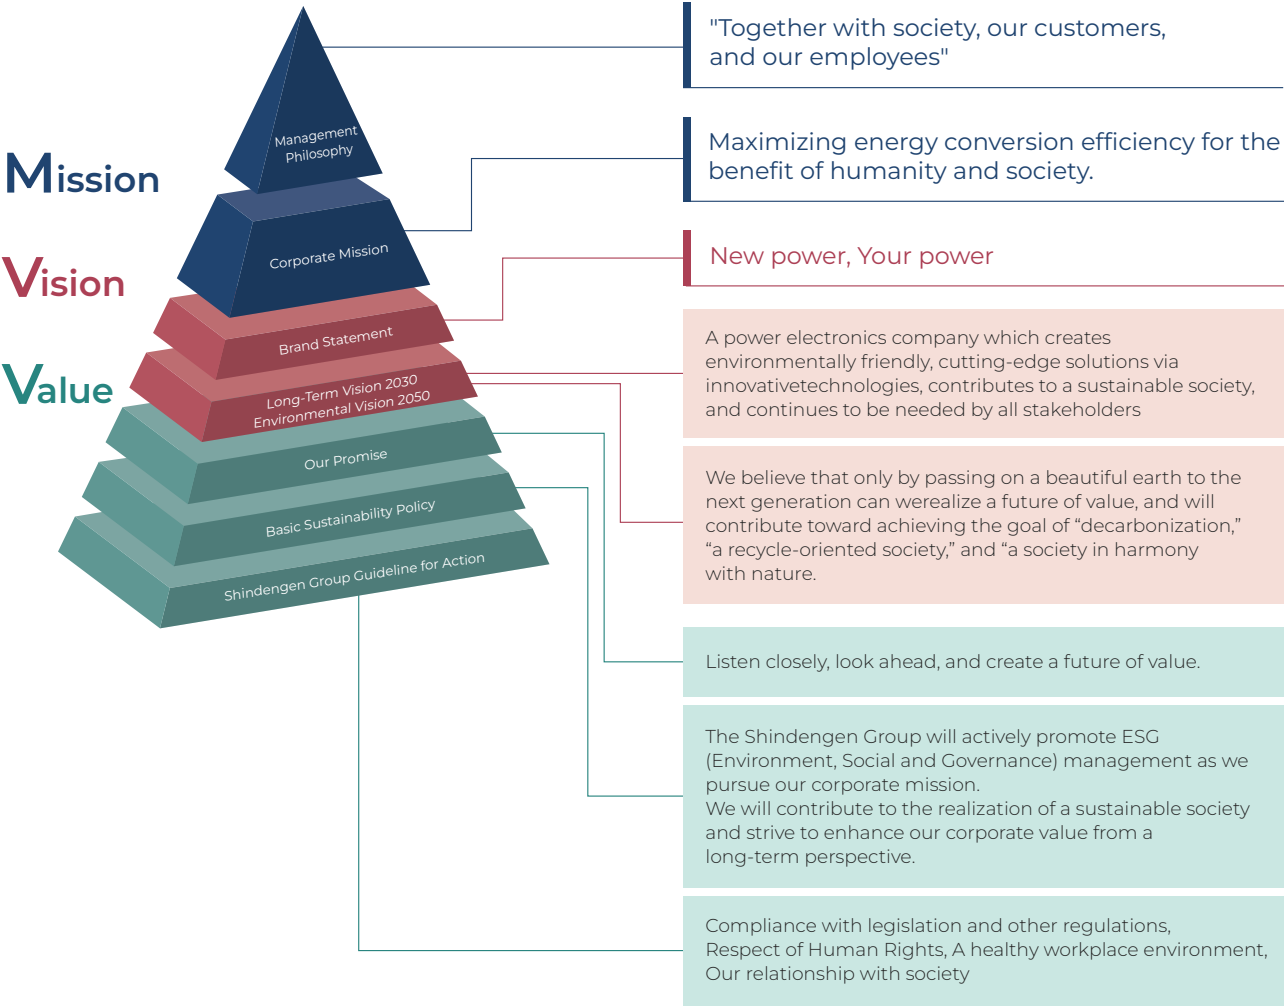 Mission
Vision
Value
Management
Philosophy
Corporate Mission
Brand Statement
Long-Term Vision 2030
Environmental Vision 2050
Our Promise
Basic Sustainability Policy
Shindengen Group Guideline for Action
"Together with society, our customers,
and our employees"
Maximizing energy conversion efficiency for the
benefit of humanity and society.
New power, Your power
A power electronics company which creates
environmentally friendly, cutting-edge solutions via
innovativetechnologies, contributes to a sustainable society,
and continues to be needed by all stakeholders
We believe that only by passing on a beautiful earth to the
next generation can werealize a future of value, and will
contribute toward achieving the goal of “decarbonization,”
“a recycle-oriented society,” and “a society in harmony
with nature.
Listen closely, look ahead, and create a future of value.
The Shindengen Group will actively promote ESG
(Environment, Social and Governance) management as we
pursue our corporate mission.
We will contribute to the realization of a sustainable society
and strive to enhance our corporate value from a
long-term perspective.
Compliance with legislation and other regulations,
Respect of Human Rights, A healthy workplace environment,
Our relationship with society